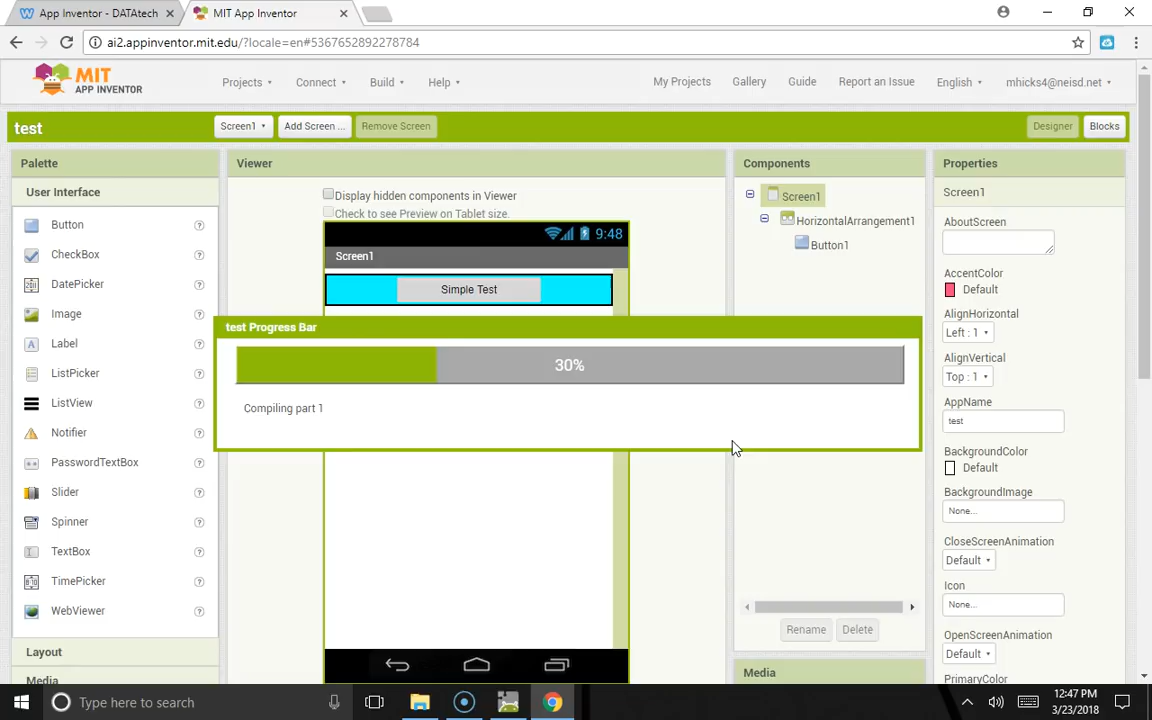 App Inventor - DATAtech
MIT App Inventor
ai2.appinventor.mit.edu/?locale=en#5367652892278784
MIT
APP INVENTOR
Projects
Connect
Build
Help
My Projects
Gallery
Guide
Report an Issue
English
mhicks4@neisd.net
test
Screen1
Add Screen ...
Remove Screen
Designer
Blocks
Palette
User Interface
Button ?
CheckBox ?
DatePicker ?
Image ?
Label ?
ListPicker ?
ListView ?
Notifier ?
PasswordTextBox ?
Slider ?
Spinner ?
TextBox ?
TimePicker ?
WebViewer ?
Layout
Media
Viewer
Display hidden components in Viewer
Check to see Preview on Tablet size.
9:48
Screen1
Simple Test
test Progress Bar
30%
Compiling part 1
Components
Screen1
HorizontalArrangement1
Button1
Rename
Delete
Media
Properties
Screen1
AboutScreen
AccentColor
Default
AlignHorizontal
Left : 1
AlignVertical
Top : 1
AppName
test
BackgroundColor
Default
BackgroundImage
None...
CloseScreenAnimation
Default
Icon
None...
OpenScreenAnimation
Default
PrimaryColor
Type here to search
12:47 PM
3/23/2018